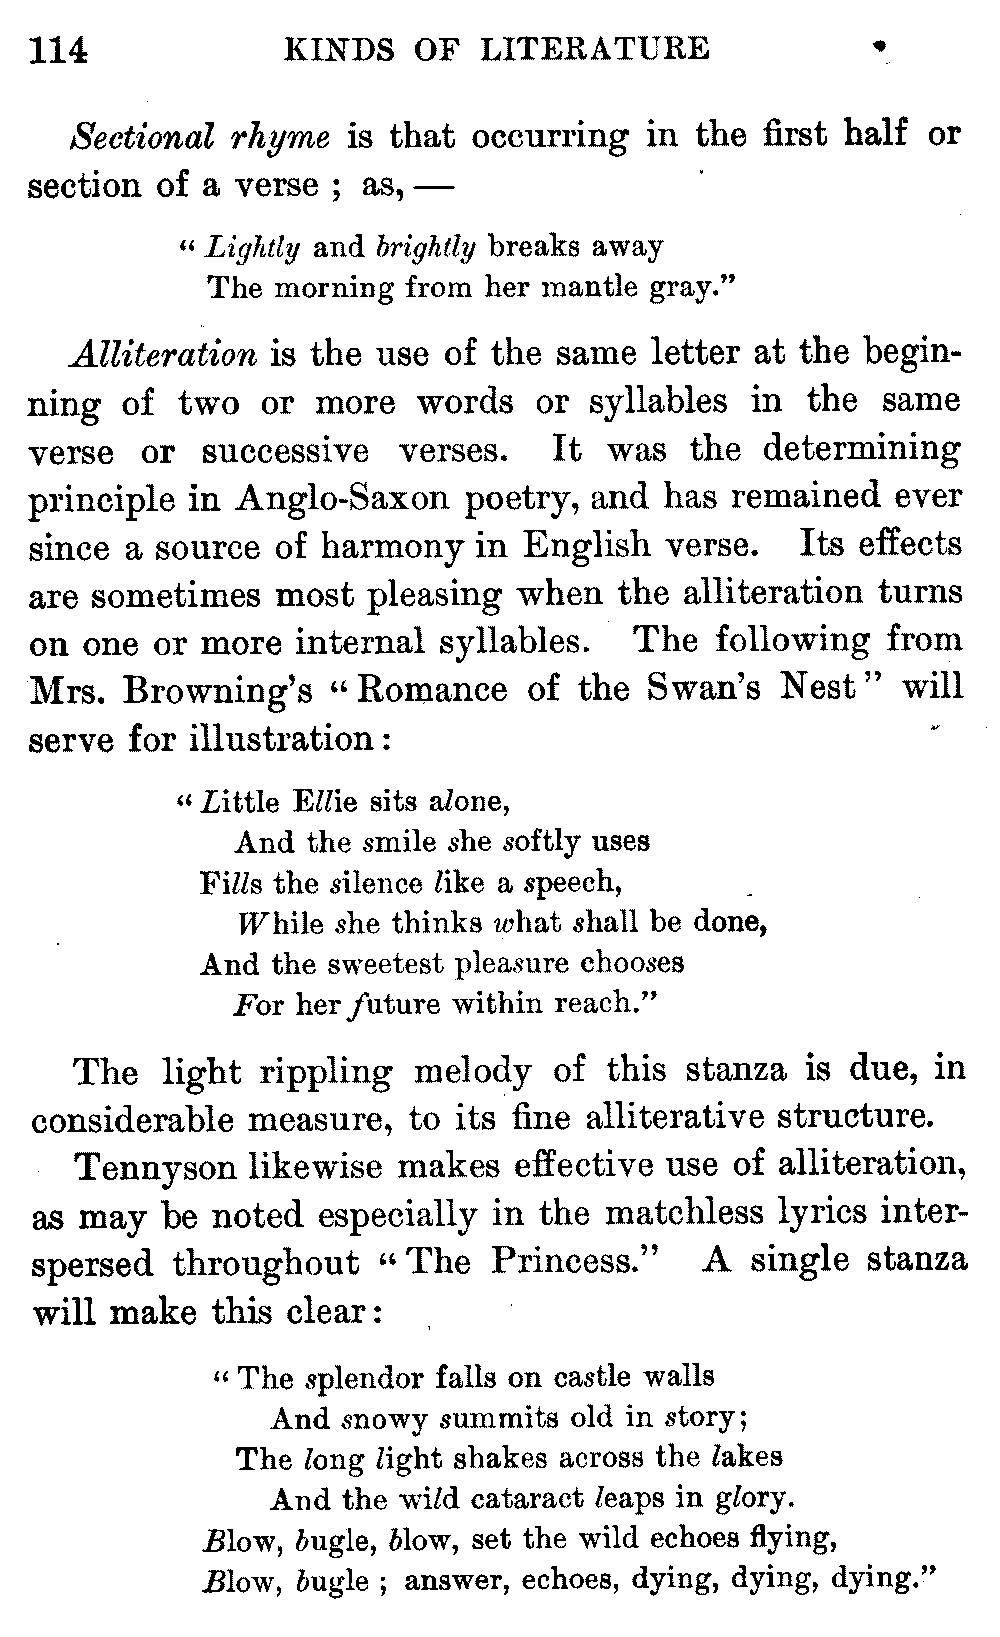 114 KINDS OF LITERATURE
Sectional rhyme is that occurring in the first half or
section of a verse ; as, —
“ Lightly and brightly breaks away
The morning from her mantle gray.”
Alliteration is the use of the same letter at the begin-
ning of two or more words or syllables in the same
verse or successive verses. It was the determining
principle in Anglo-Saxon poetry, and has remained ever
since a source of harmony in English verse. Its effects
are sometimes most pleasing when the alliteration turns
on one or more internal syllables. The following from
Mrs. Browning's “ Romance of the Swan's Nest ” will
serve for illustration :
“ Little Ellie sits alone,
And the smile she softly uses
Fills the silence like a speech,
While she thinks what shall be done,
And the sweetest pleasure chooses
For her future within reach.”
The light rippling melody of this stanza is due, in
considerable measure, to its fine alliterative structure.
Tennyson likewise makes effective use of alliteration,
as may be noted especially in the matchless lyrics inter-
spersed throughout “ The Princess.” A single stanza
will make this clear :
“ The splendor falls on castle walls
And snowy summits old in story;
The long light shakes across the lakes
And the wild cataract leaps in glory.
Blow, bugle, blow, set the wild echoes flying,
Blow, bugle ; answer, echoes, dying, dying, dying.”